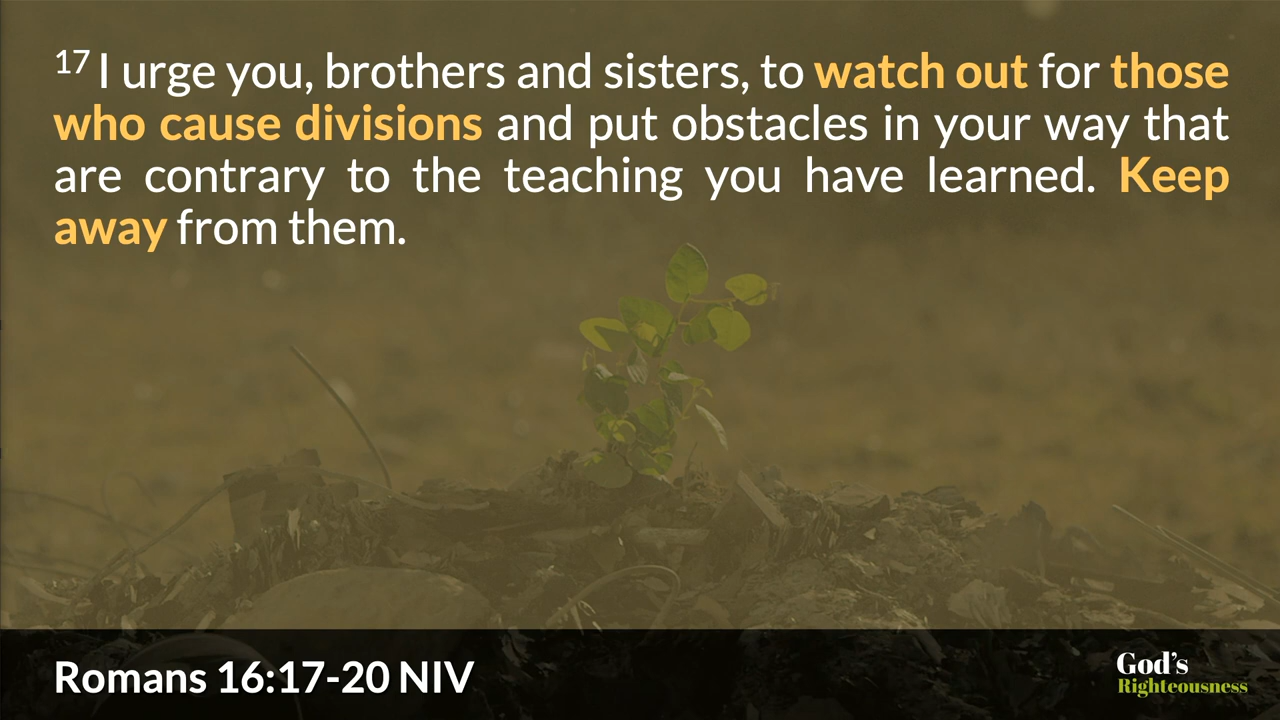 17 I urge you, brothers and sisters, to watch out for those
who cause divisions and put obstacles in your way that
are contrary to the teaching you have learned. Keep
away from them.
Romans 16:17-20 NIV
God's
Righteousness